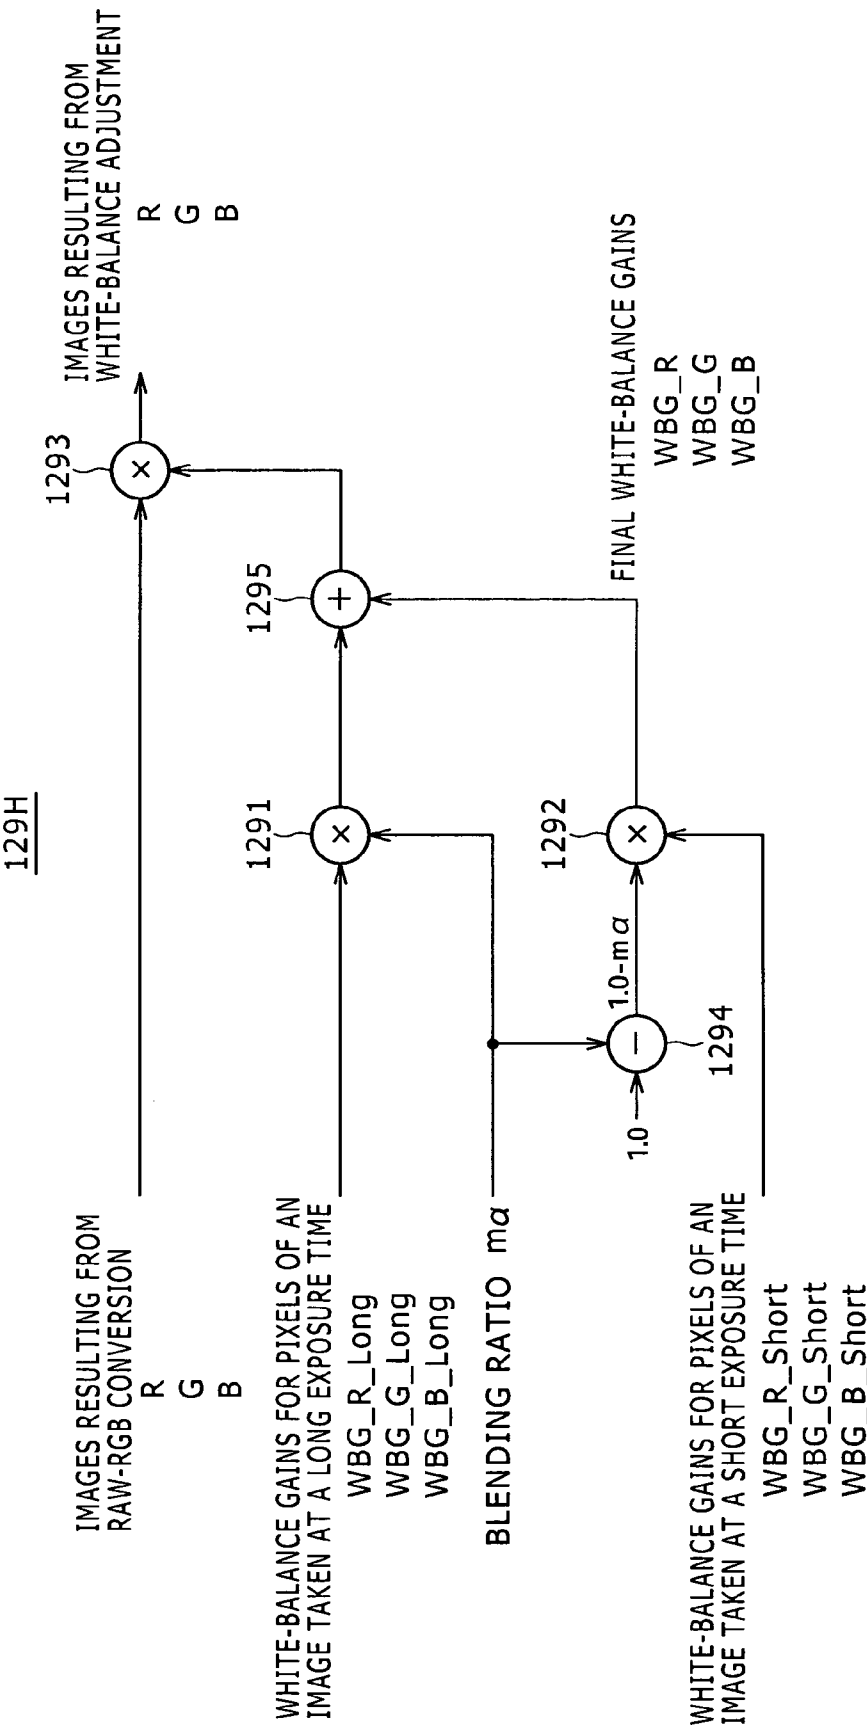 129H
IMAGES RESULTING FROM
RAW-RGB CONVERSION
R
G
B
1293
×
IMAGES RESULTING FROM
WHITE-BALANCE ADJUSTMENT
R
G
B
WHITE-BALANCE GAINS FOR PIXELS OF AN
IMAGE TAKEN AT A LONG EXPOSURE TIME
WBG_R_Long
WBG_G_Long
WBG_B_Long
1291
×
1295
+
BLENDING RATIO mα
1.0
−
1294
1.0-mα
1292
×
FINAL WHITE-BALANCE GAINS
WBG_R
WBG_G
WBG_B
WHITE-BALANCE GAINS FOR PIXELS OF AN
IMAGE TAKEN AT A SHORT EXPOSURE TIME
WBG_R_Short
WBG_G_Short
WBG_B_Short